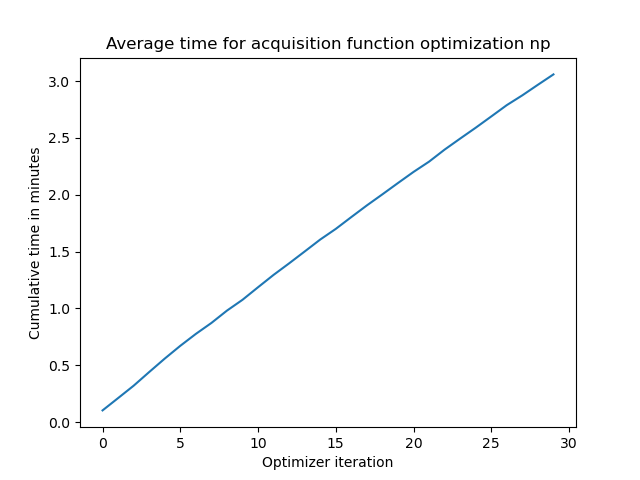 Average time for acquisition function optimization np
Cumulative time in minutes
3.0
2.5
2.0
1.5
1.0
0.5
0.0
0 5 10 15 20 25 30
Optimizer iteration